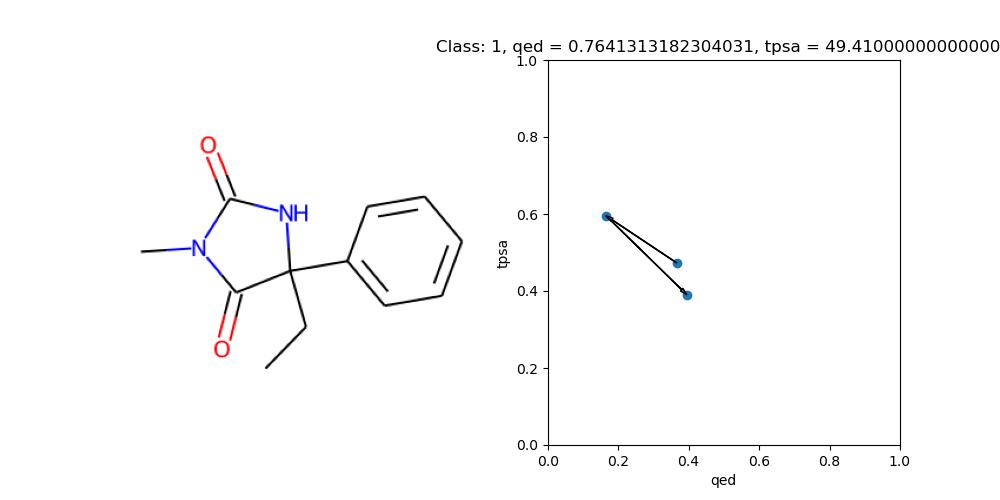 Class: 1, qed = 0.7641313182304031, tpsa = 49.41000000000000
O
NH
N
O
1.0
0.8
0.6
0.4
0.2
0.0
tpsa
0.0 0.2 0.4 0.6 0.8 1.0
qed